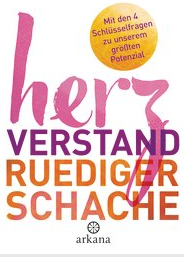 Mit den 4
Schlüsselfragen
zu unserem
größten
Potenzial
herz
VERSTAND
RUEDIGER
SCHACHE
arkana